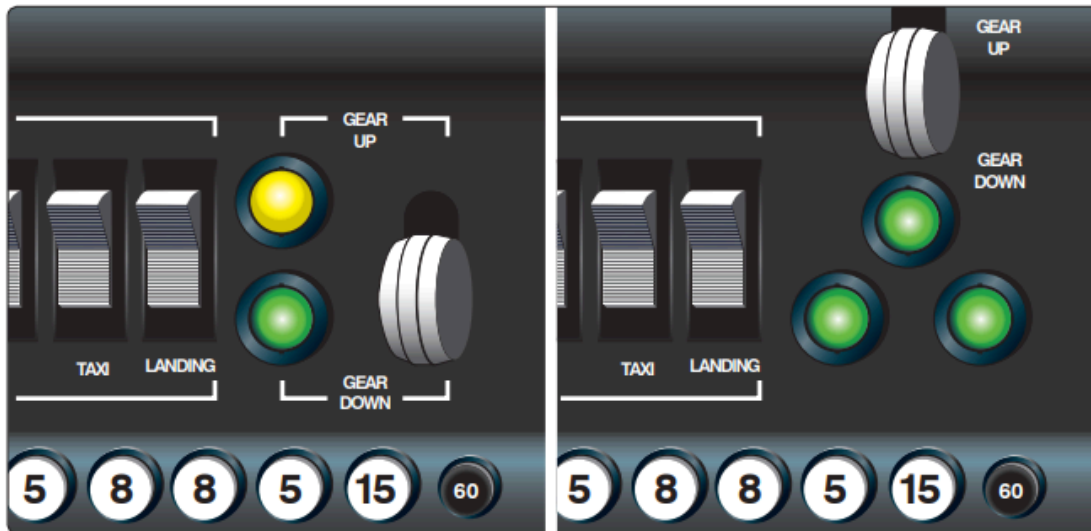 GEAR
UP
TAXI
LANDING
GEAR
DOWN
5
8
8
5
15
60
GEAR
UP
GEAR
DOWN
TAXI
LANDING
5
8
8
5
15
60